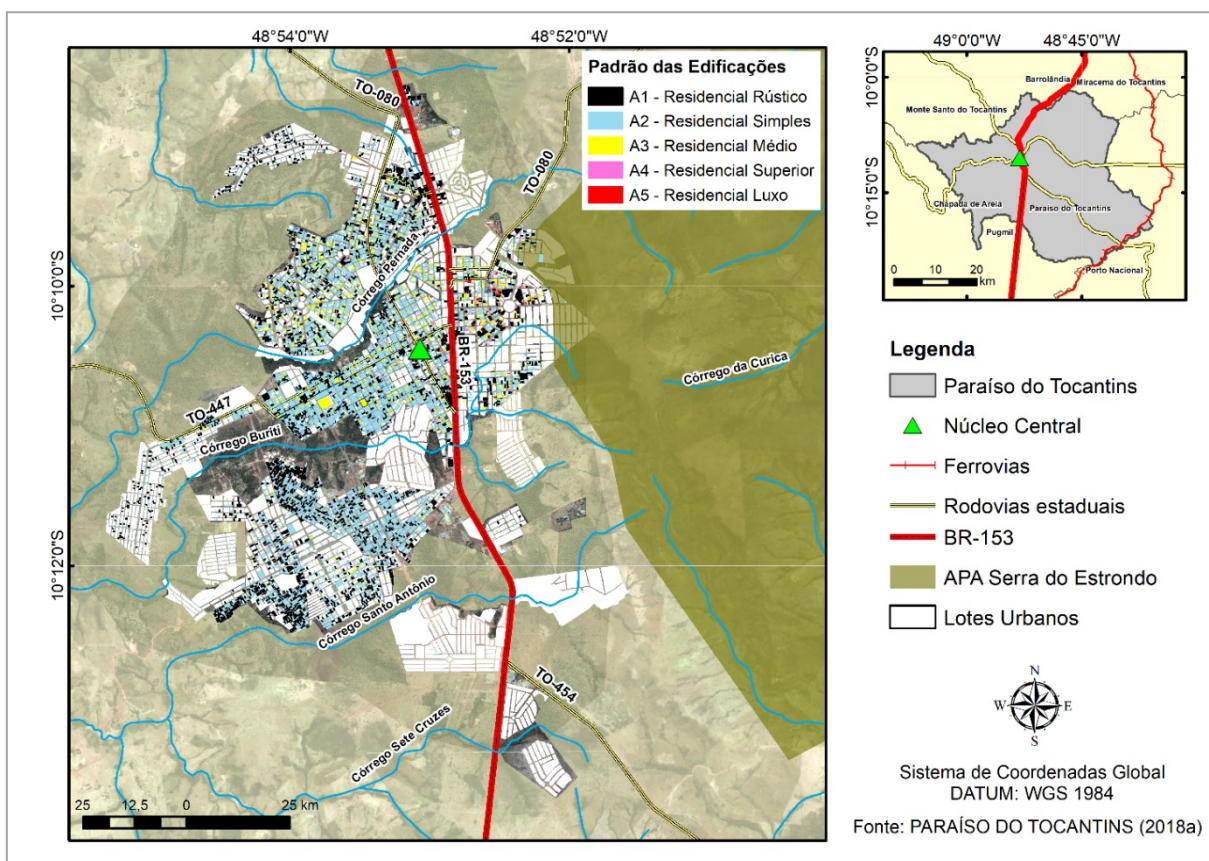 48°54'0"W
48°52'0"W
10°10'0"S
10°12'0"S
Padrão das Edificações
A1 - Residencial Rústico
A2 - Residencial Simples
A3 - Residencial Médio
A4 - Residencial Superior
A5 - Residencial Luxo
TO-080
TO-080
Córrego Pernada
BR-153
Córrego da Curica
TO-447
Córrego Buriti
Córrego Santo Antônio
TO-454
Córrego Sete Cruzes
25 12,5 0 25 km
49°0'0"W
48°45'0"W
10°0'0"S
10°15'0"S
Barrolândia
Miracema do Tocantins
Monte Santo do Tocantins
Chapada de Areia
Paraíso do Tocantins
Pugmil
Porto Nacional
0 10 20
km
Legenda
Paraíso do Tocantins
Núcleo Central
Ferrovias
Rodovias estaduais
BR-153
APA Serra do Estrondo
Lotes Urbanos
N
W E
S
Sistema de Coordenadas Global
DATUM: WGS 1984
Fonte: PARAÍSO DO TOCANTINS (2018a)